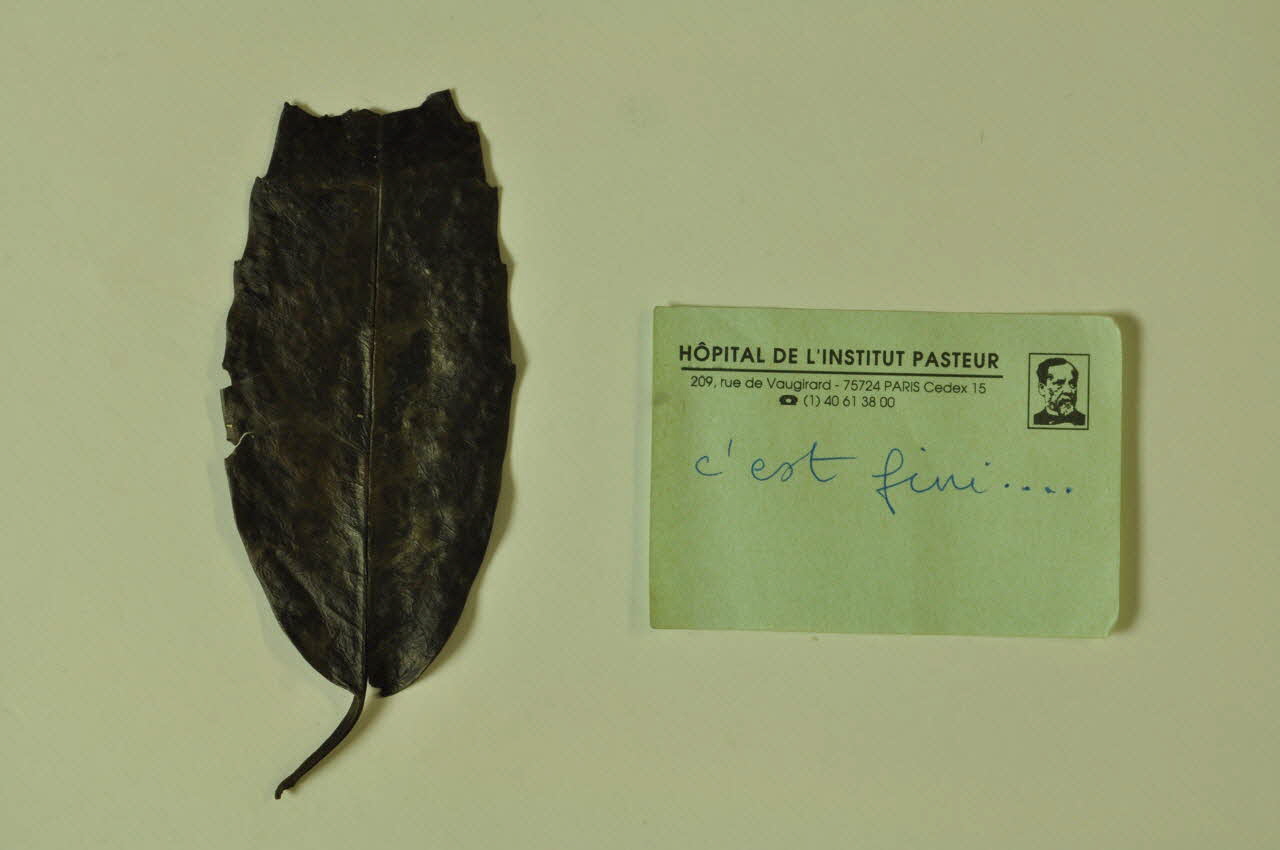 HÔPITAL DE L'INSTITUT PASTEUR
209, rue de Vaugirard - 75724 PARIS Cedex 15
☎ (1) 40 61 38 00
c'est fini....